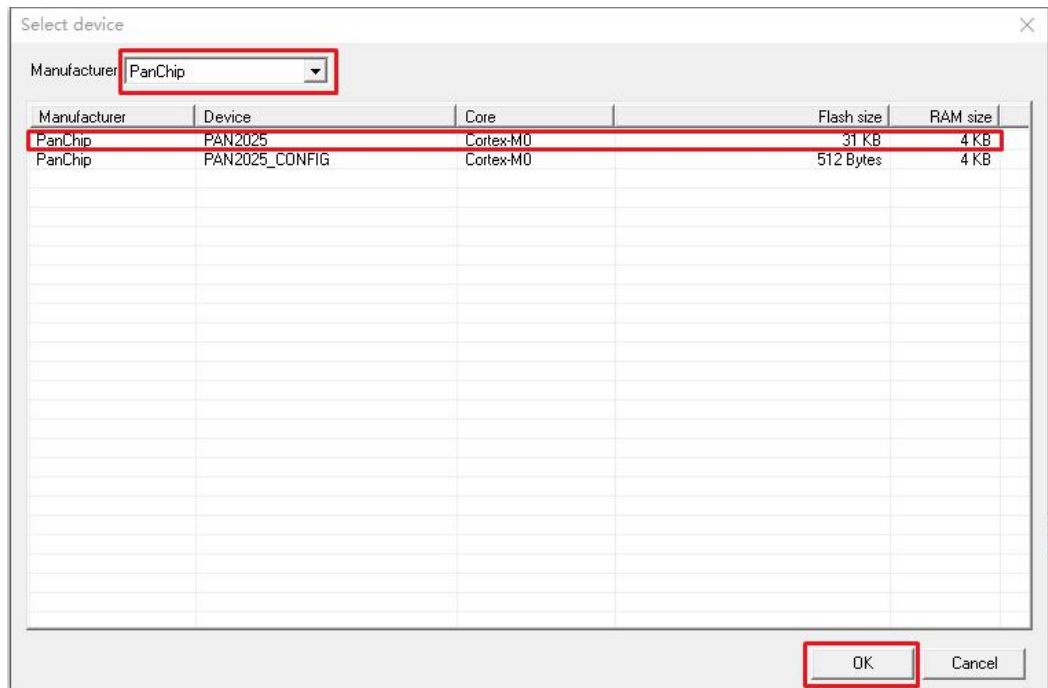 Select device
Manufacturer PanChip
Manufacturer Device Core Flash size RAM size
PanChip PAN2025 Cortex-M0 31 KB 4 KB
PanChip PAN2025_CONFIG Cortex-M0 512 Bytes 4 KB
OK Cancel